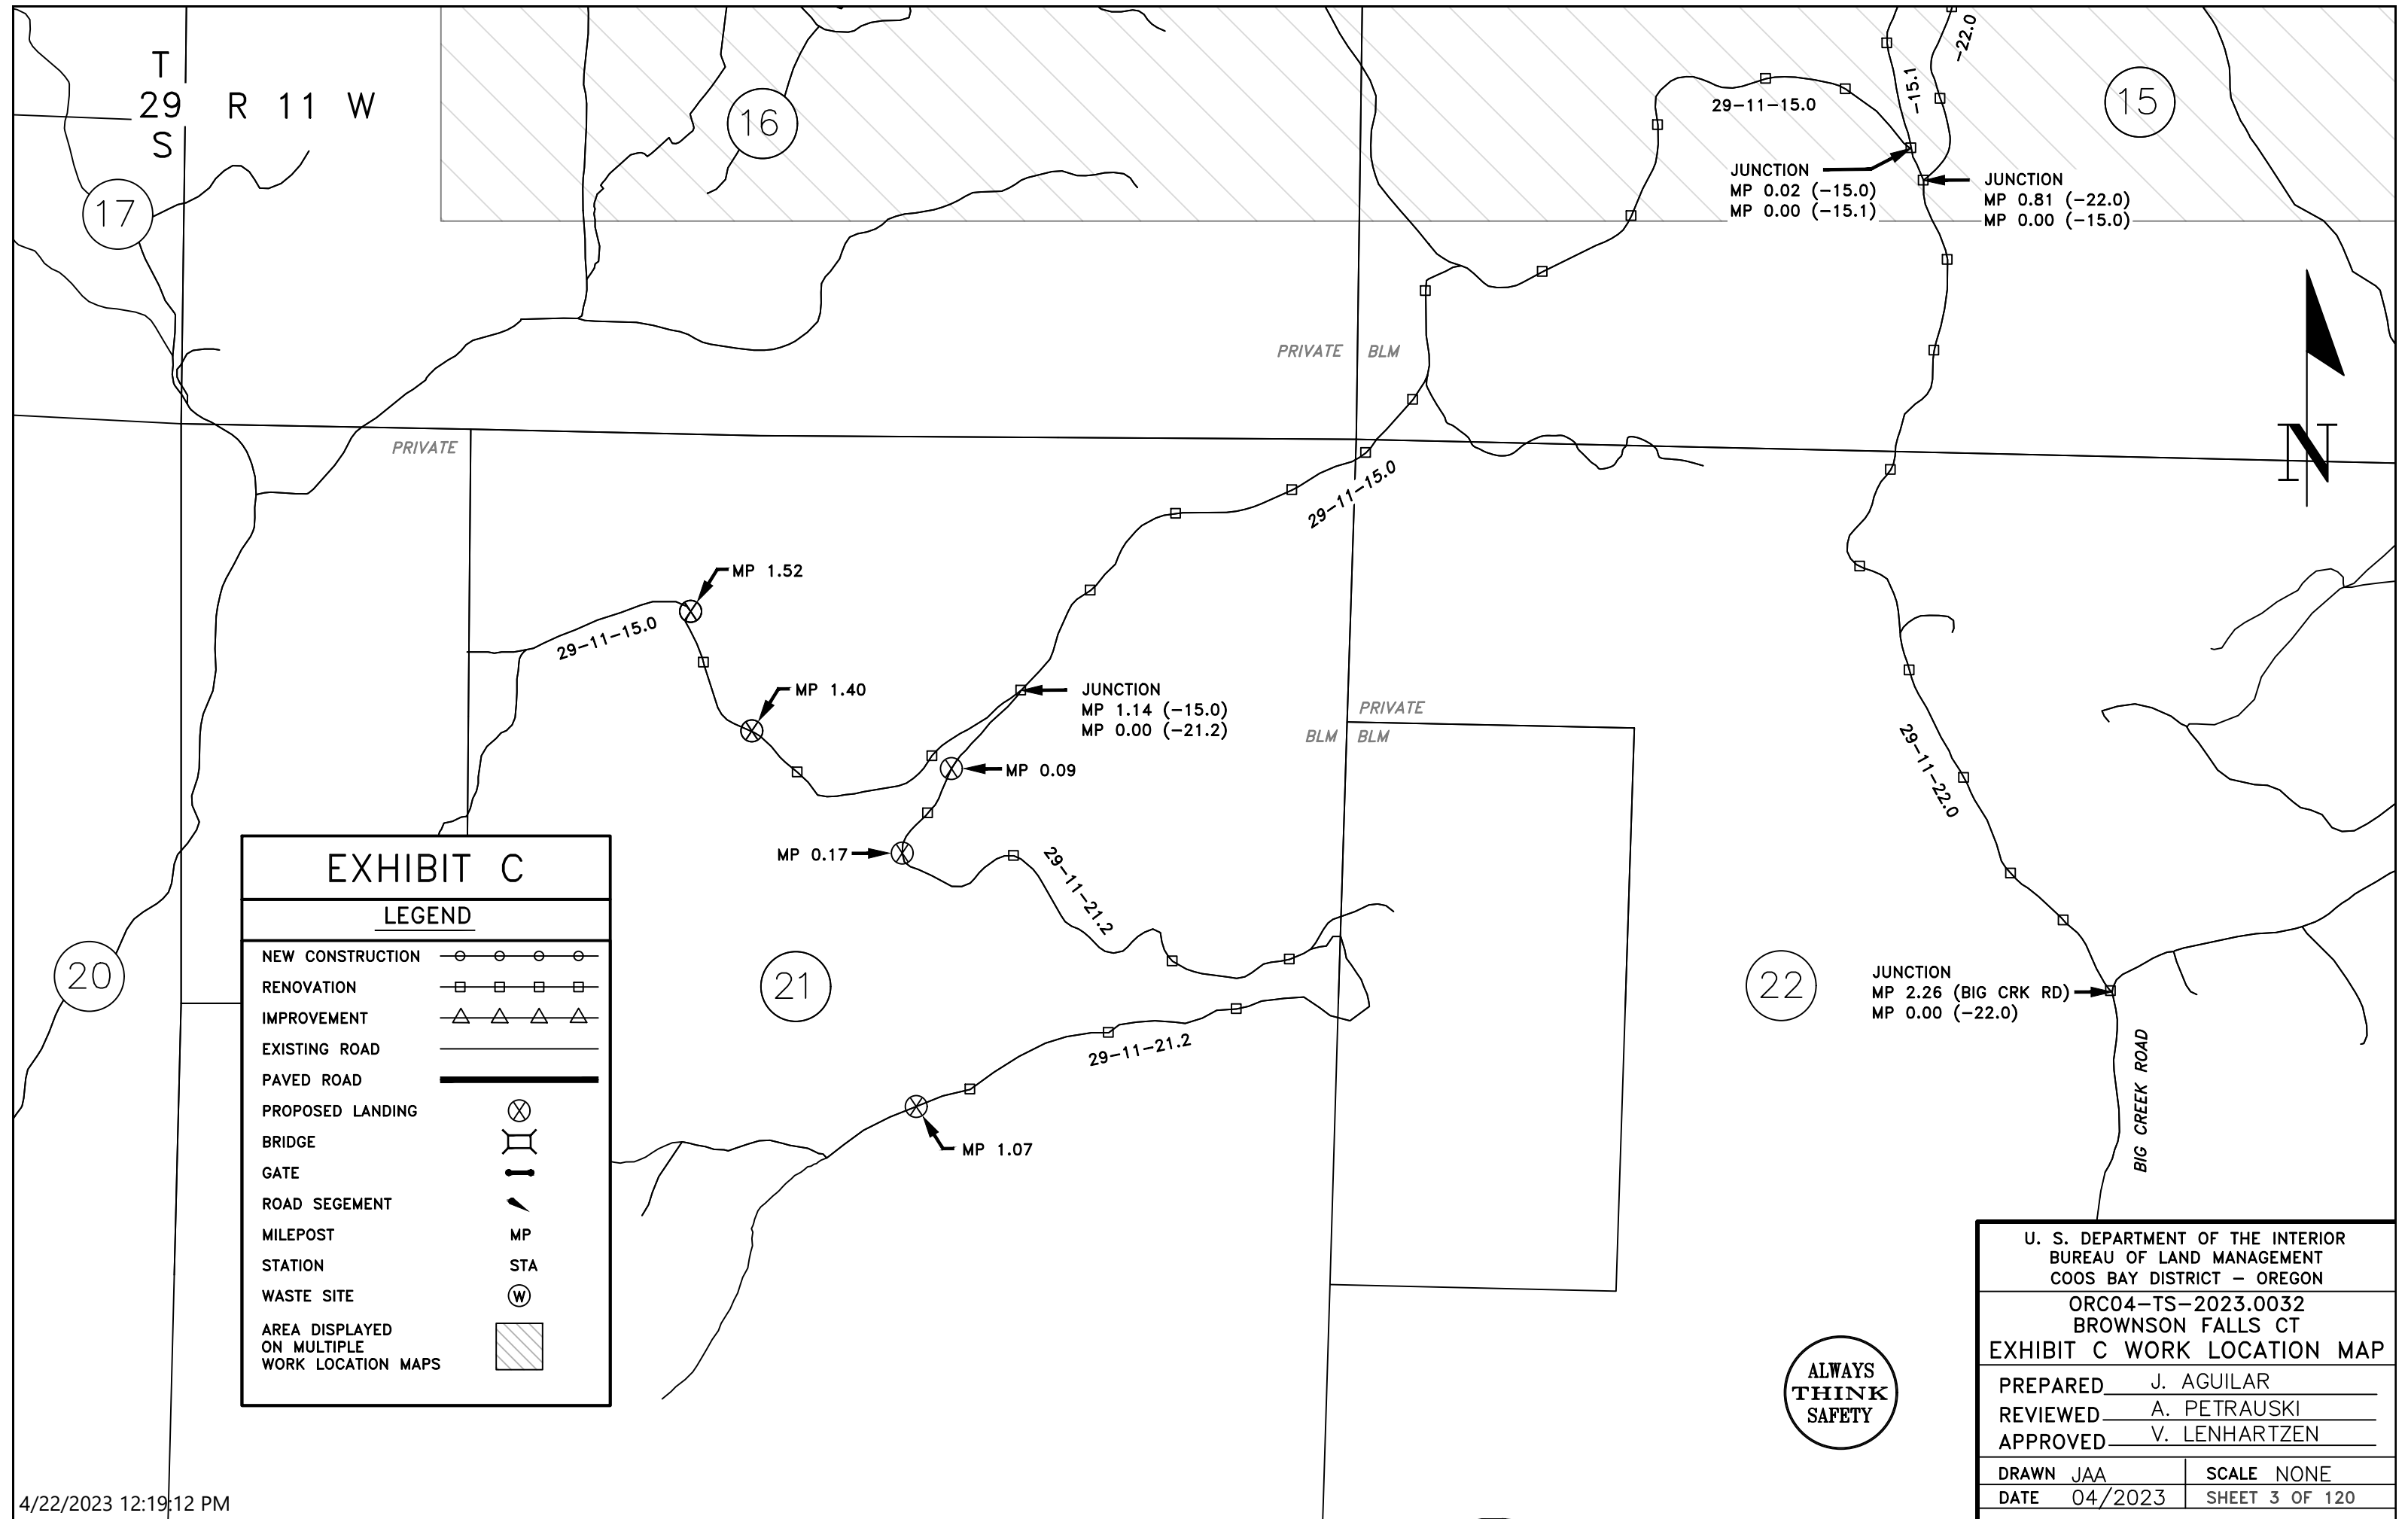 T
29 R 11 W
S
17
16
15
-22.0
-15.1
29-11-15.0
JUNCTION
MP 0.02 (-15.0)
MP 0.00 (-15.1)
JUNCTION
MP 0.81 (-22.0)
MP 0.00 (-15.0)
PRIVATE BLM
PRIVATE
N
29-11-15.0
MP 1.52
29-11-15.0
MP 1.40
JUNCTION
MP 1.14 (-15.0)
MP 0.00 (-21.2)
PRIVATE
BLM BLM
MP 0.09
29-11-22.0
MP 0.17
29-11-21.2
20
21
22
JUNCTION
MP 2.26 (BIG CRK RD)
MP 0.00 (-22.0)
29-11-21.2
BIG CREEK ROAD
MP 1.07
EXHIBIT C
LEGEND
NEW CONSTRUCTION
RENOVATION
IMPROVEMENT
EXISTING ROAD
PAVED ROAD
PROPOSED LANDING
BRIDGE
GATE
ROAD SEGEMENT
MILEPOST MP
STATION STA
WASTE SITE W
AREA DISPLAYED
ON MULTIPLE
WORK LOCATION MAPS
ALWAYS
THINK
SAFETY
U. S. DEPARTMENT OF THE INTERIOR
BUREAU OF LAND MANAGEMENT
COOS BAY DISTRICT - OREGON
ORC04-TS-2023.0032
BROWNSON FALLS CT
EXHIBIT C WORK LOCATION MAP
PREPARED J. AGUILAR
REVIEWED A. PETRAUSKI
APPROVED V. LENHARTZEN
DRAWN JAA SCALE NONE
DATE 04/2023 SHEET 3 OF 120
4/22/2023 12:19:12 PM